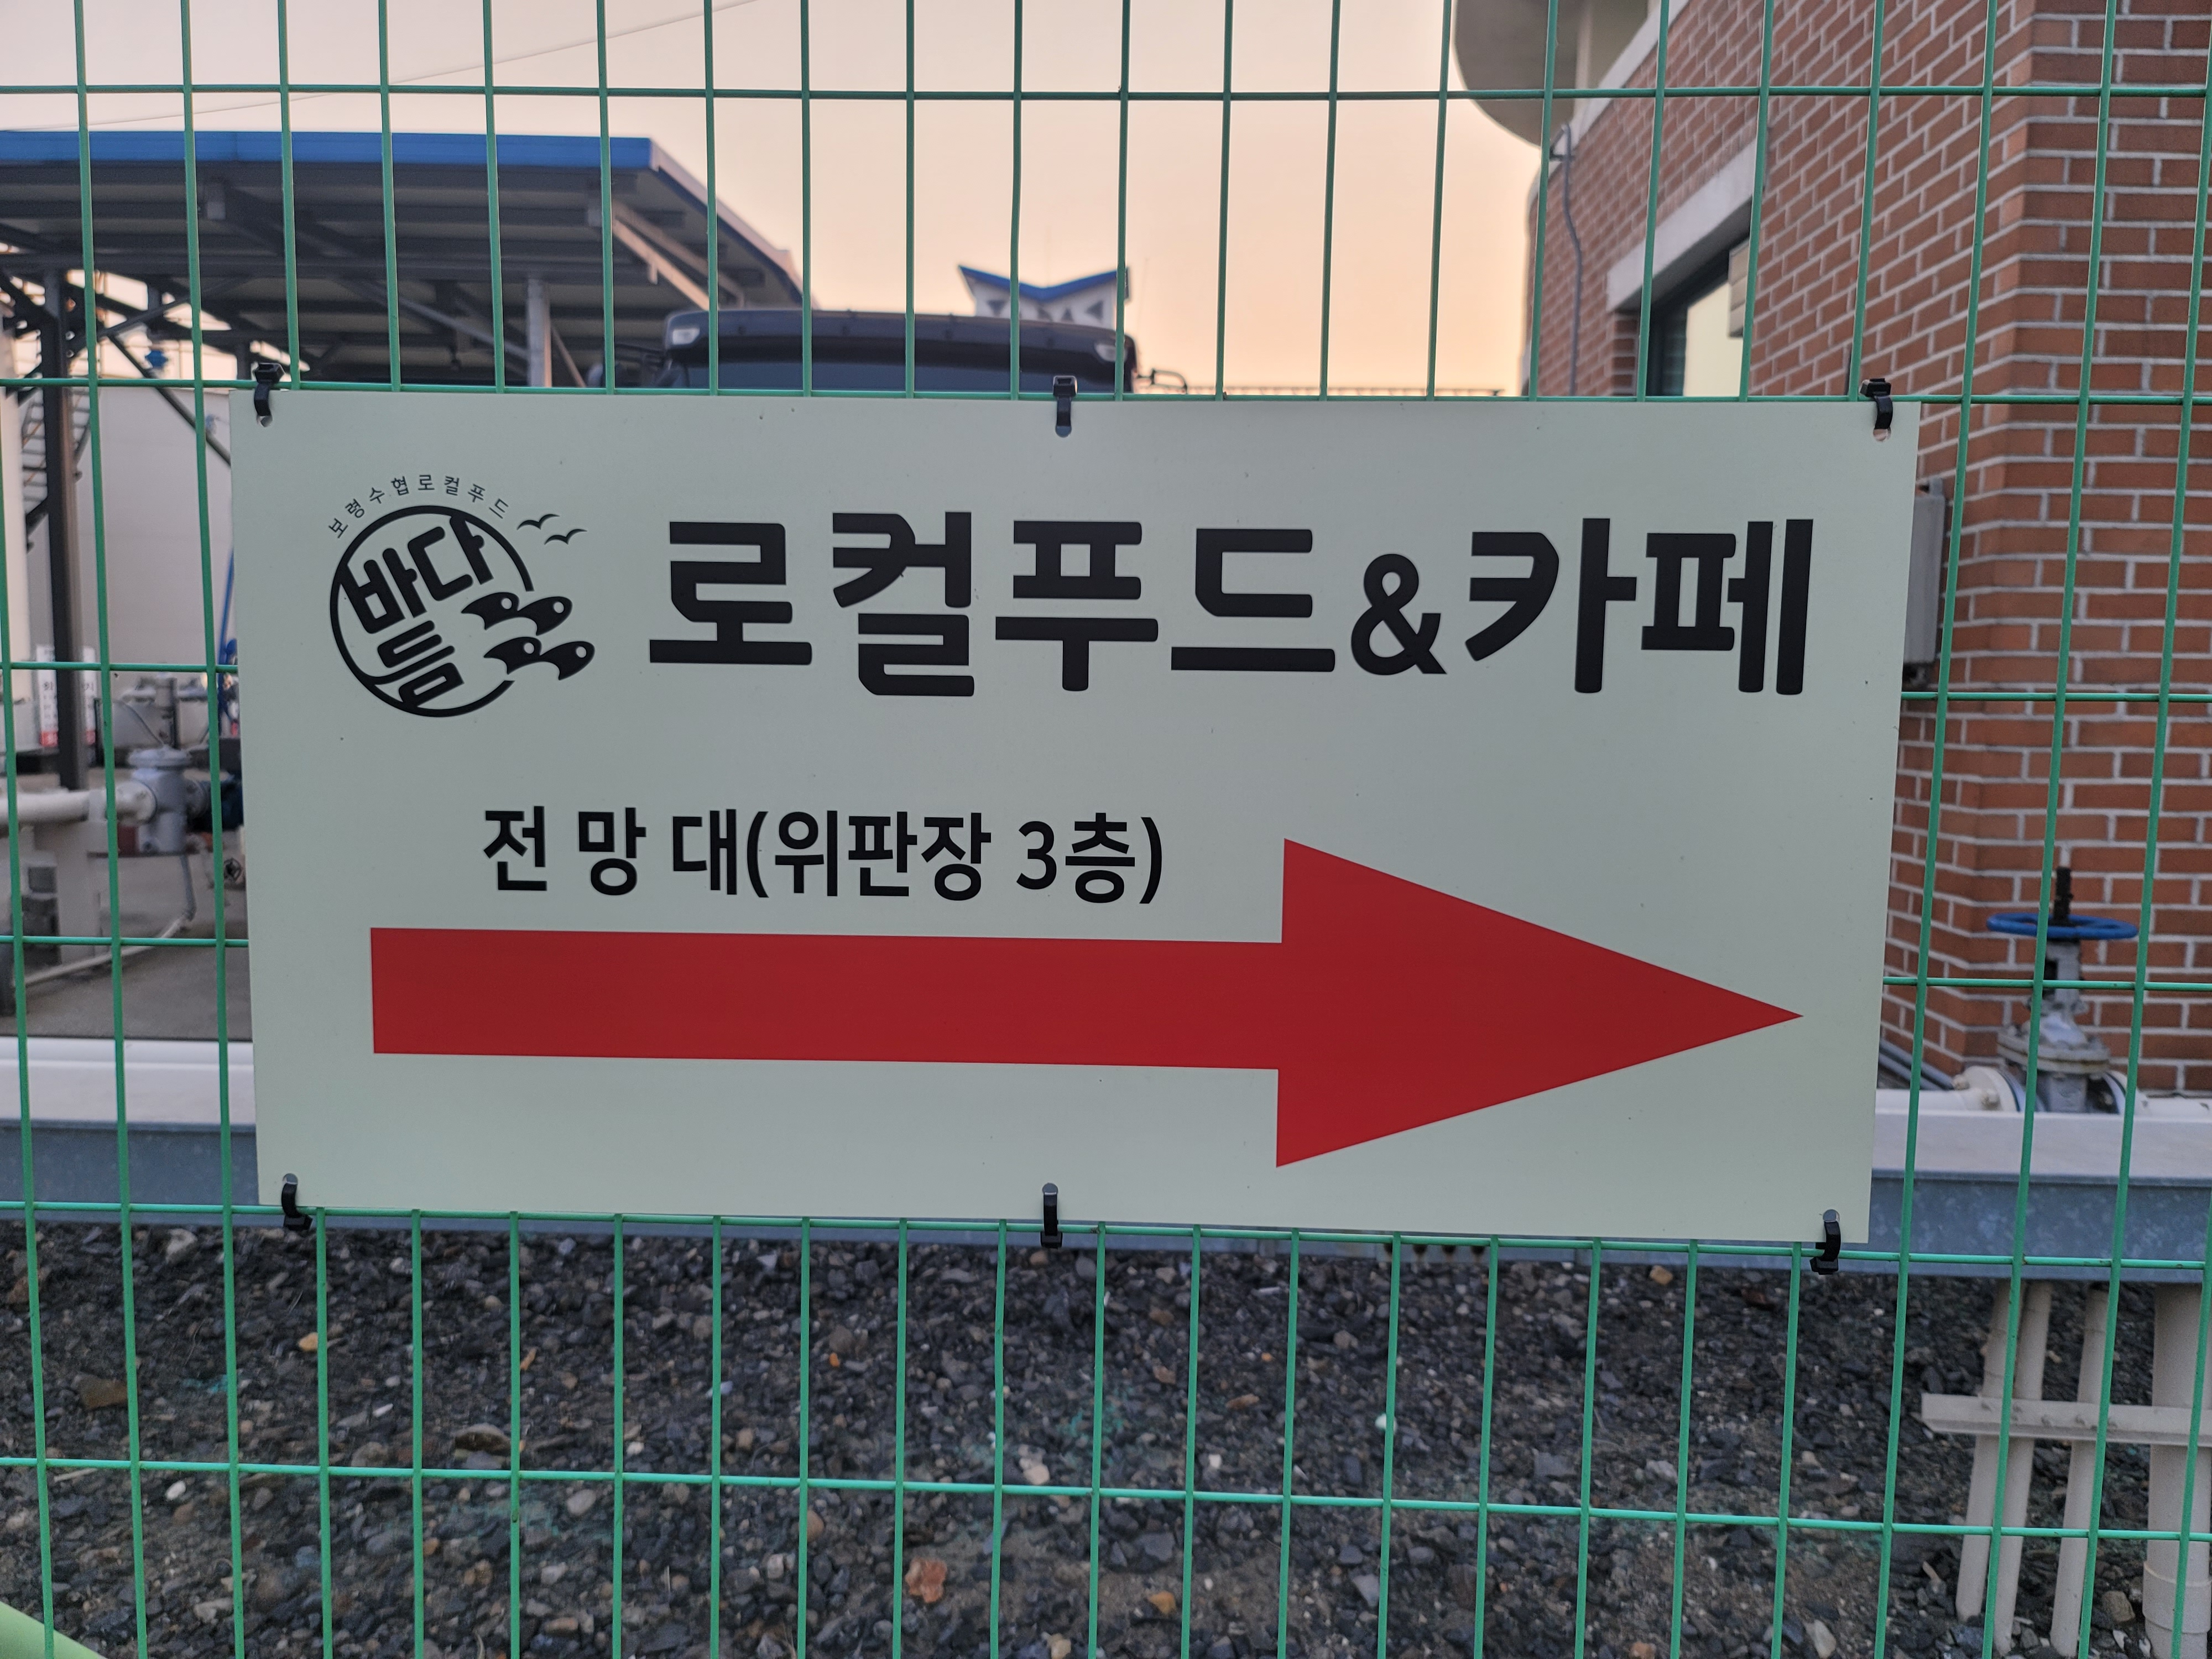 보령수협로컬푸드
바다
듬
로컬푸드&카페
전 망 대(위판장 3층)